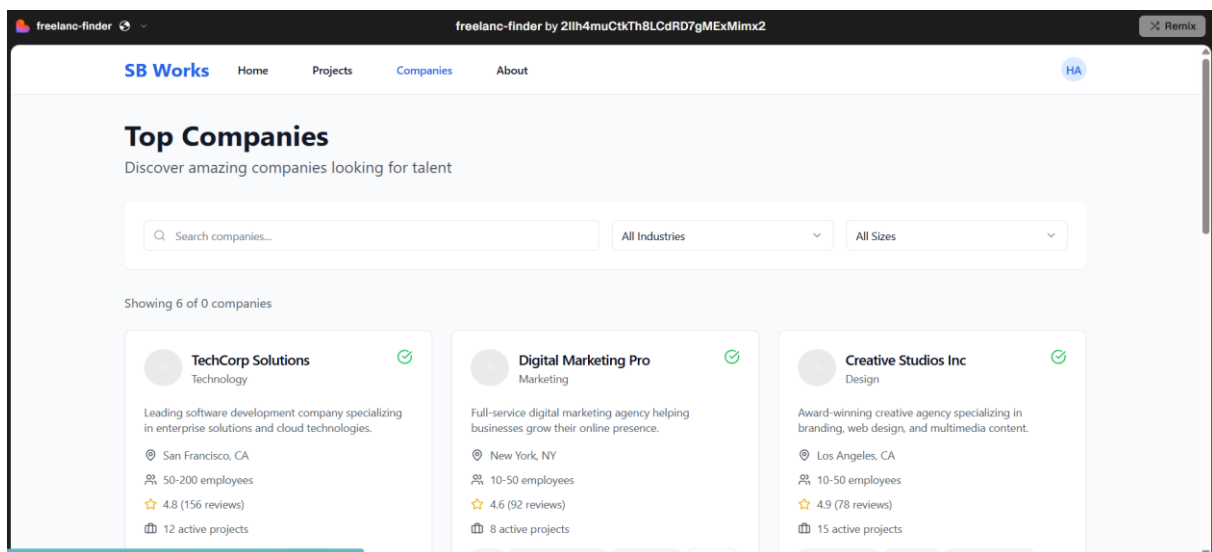 freelanc-finder
freelanc-finder by 2IIh4muCtkTh8LCdRD7gMExMimx2
Remix
SB Works Home Projects Companies About HA
Top Companies
Discover amazing companies looking for talent
Search companies... All Industries All Sizes
Showing 6 of 0 companies
TechCorp Solutions
Technology
Leading software development company specializing
in enterprise solutions and cloud technologies.
San Francisco, CA
50-200 employees
4.8 (156 reviews)
12 active projects
Digital Marketing Pro
Marketing
Full-service digital marketing agency helping
businesses grow their online presence.
New York, NY
10-50 employees
4.6 (92 reviews)
8 active projects
Creative Studios Inc
Design
Award-winning creative agency specializing in
branding, web design, and multimedia content.
Los Angeles, CA
10-50 employees
4.9 (78 reviews)
15 active projects